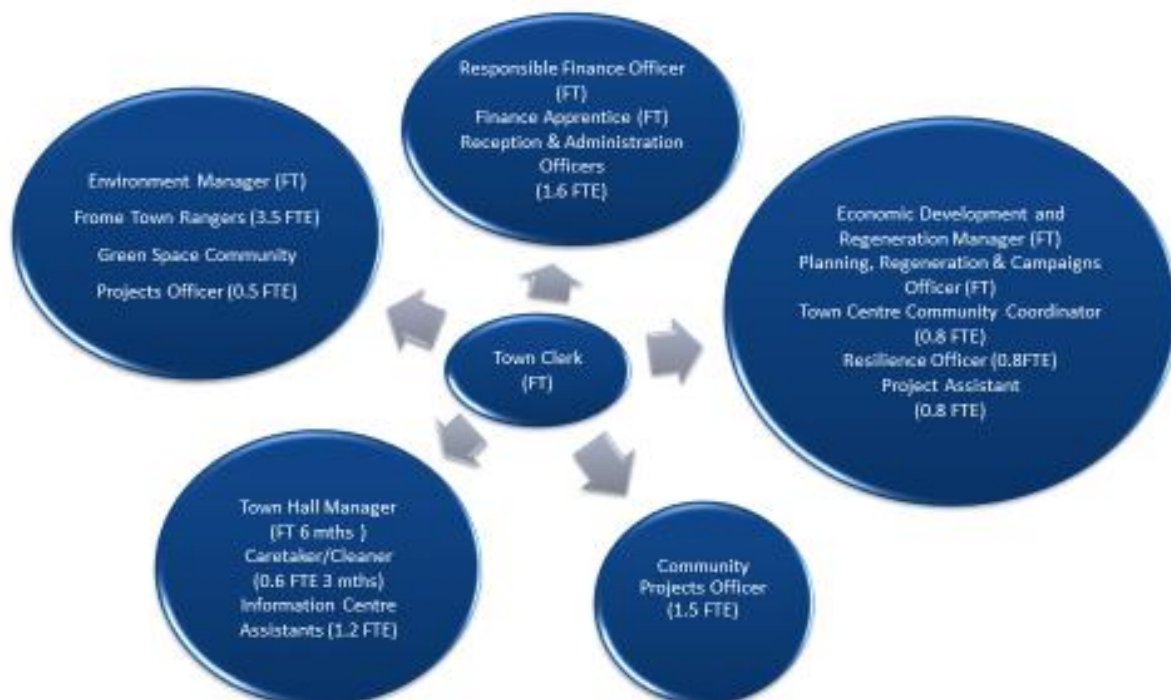 Responsible Finance Officer
(FT)
Finance Apprentice (FT)
Reception & Administration
Officers
(1.6 FTE)
Environment Manager (FT)
Frome Town Rangers (3.5 FTE)
Green Space Community
Projects Officer (0.5 FTE)
Economic Development and
Regeneration Manager (FT)
Planning, Regeneration & Campaigns
Officer (FT)
Town Centre Community Coordinator
(0.8 FTE)
Resilience Officer (0.8FTE)
Project Assistant
(0.8 FTE)
Town Clerk
(FT)
Town Hall Manager
(FT 6 mths )
Caretaker/Cleaner
(0.6 FTE 3 mths)
Information Centre
Assistants (1.2 FTE)
Community
Projects Officer
(1.5 FTE)